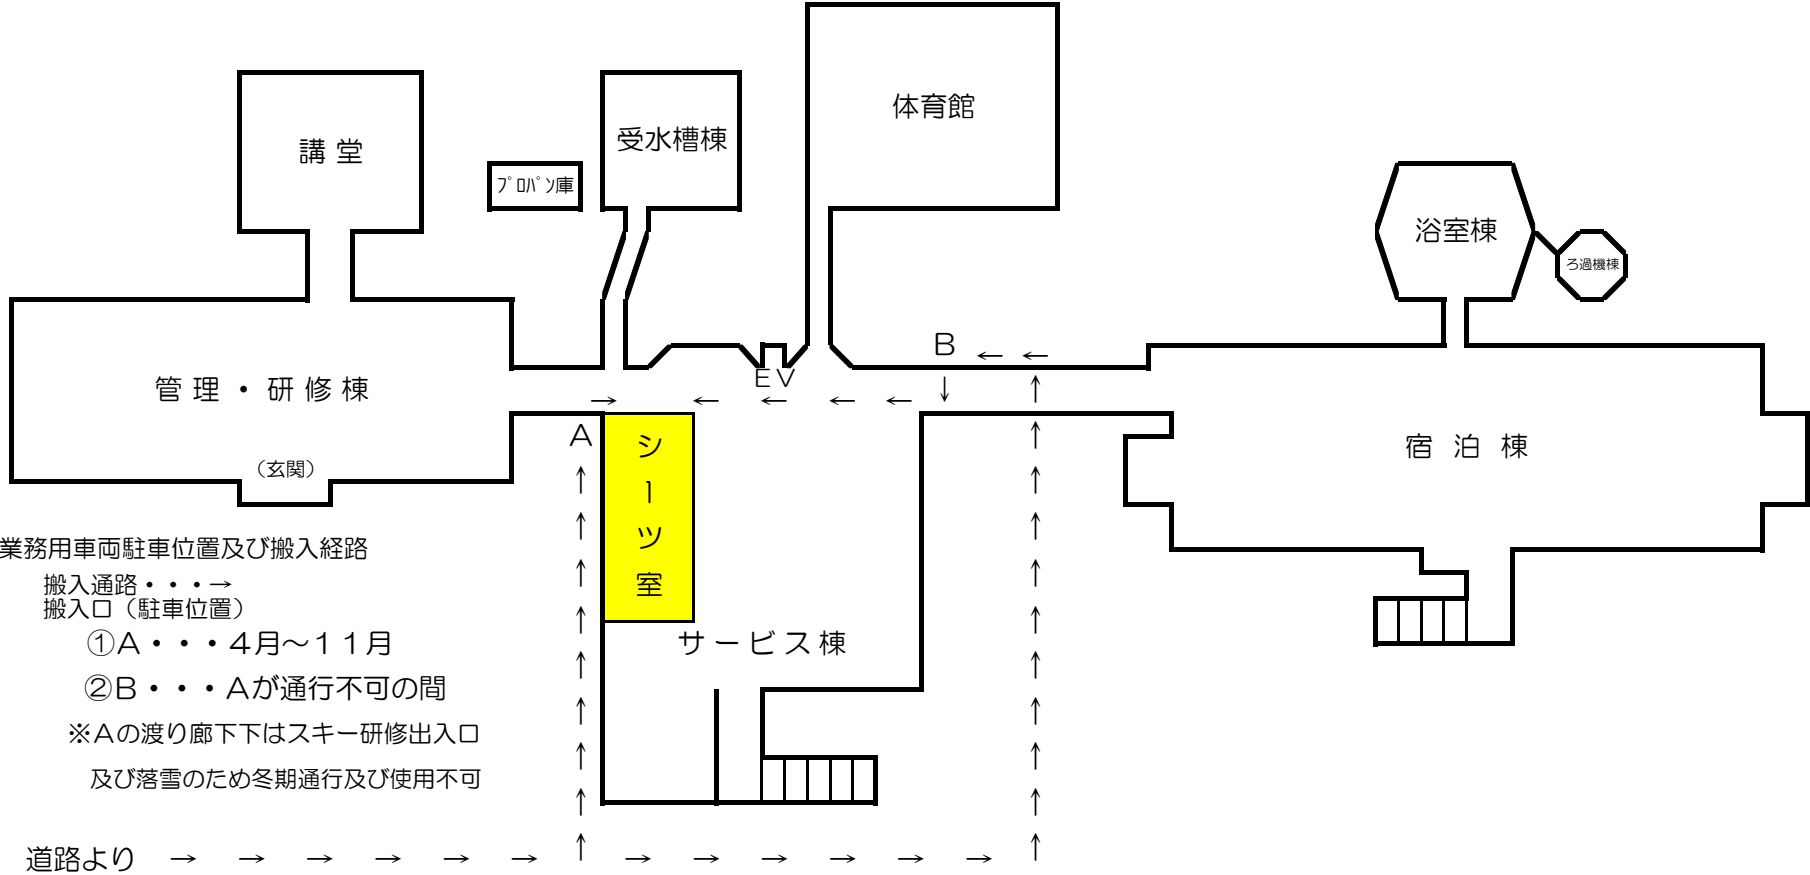 体育館
受水槽棟
講 堂
ﾌﾟﾛﾊﾟﾝ庫
浴室棟
ろ過機棟
B ← ←
EV
管 理 ・ 研 修 棟
→ ← ← ← ← ↓ ↑
A
シーツ室
宿 泊 棟
（玄関）
業務用車両駐車位置及び搬入経路
搬入通路・・・→
搬入口（駐車位置）
①A・・・４月～１１月
サ ー ビ ス 棟
②B・・・Aが通行不可の間
※Aの渡り廊下下はスキー研修出入口
及び落雪のため冬期通行及び使用不可
道路より → → → → → → ↑ → → → → → → ↑